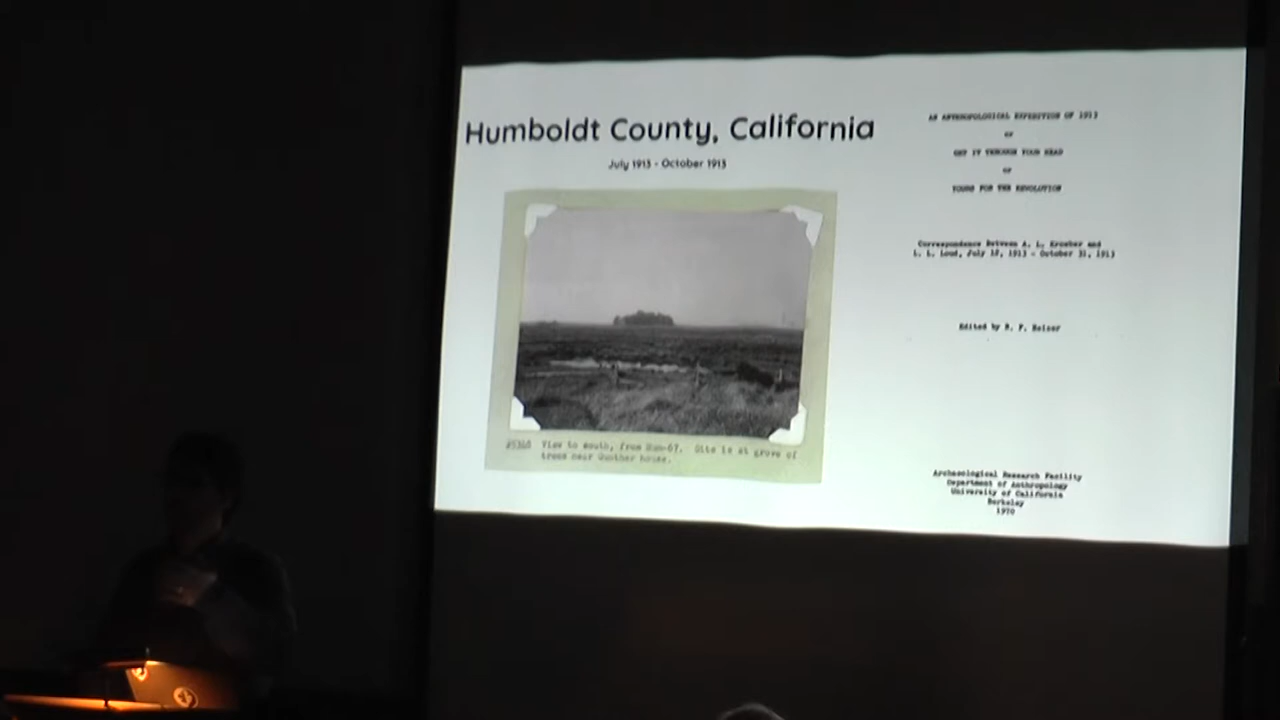 Humboldt County, California
July 1913 - October 1913
View to south, from Hum-67. Site is at grove of
trees near Gunther house.
AN ANTHROPOLOGICAL EXPEDITION OF 1913
OR
GET IT THROUGH YOUR HEAD
OR
YOURS FOR THE REVOLUTION
Correspondence Between A. L. Kroeber and
L. L. Loud, July 12, 1913 - October 31, 1913
Edited by R. F. Heizer
Archaeological Research Facility
Department of Anthropology
University of California
Berkeley
1970